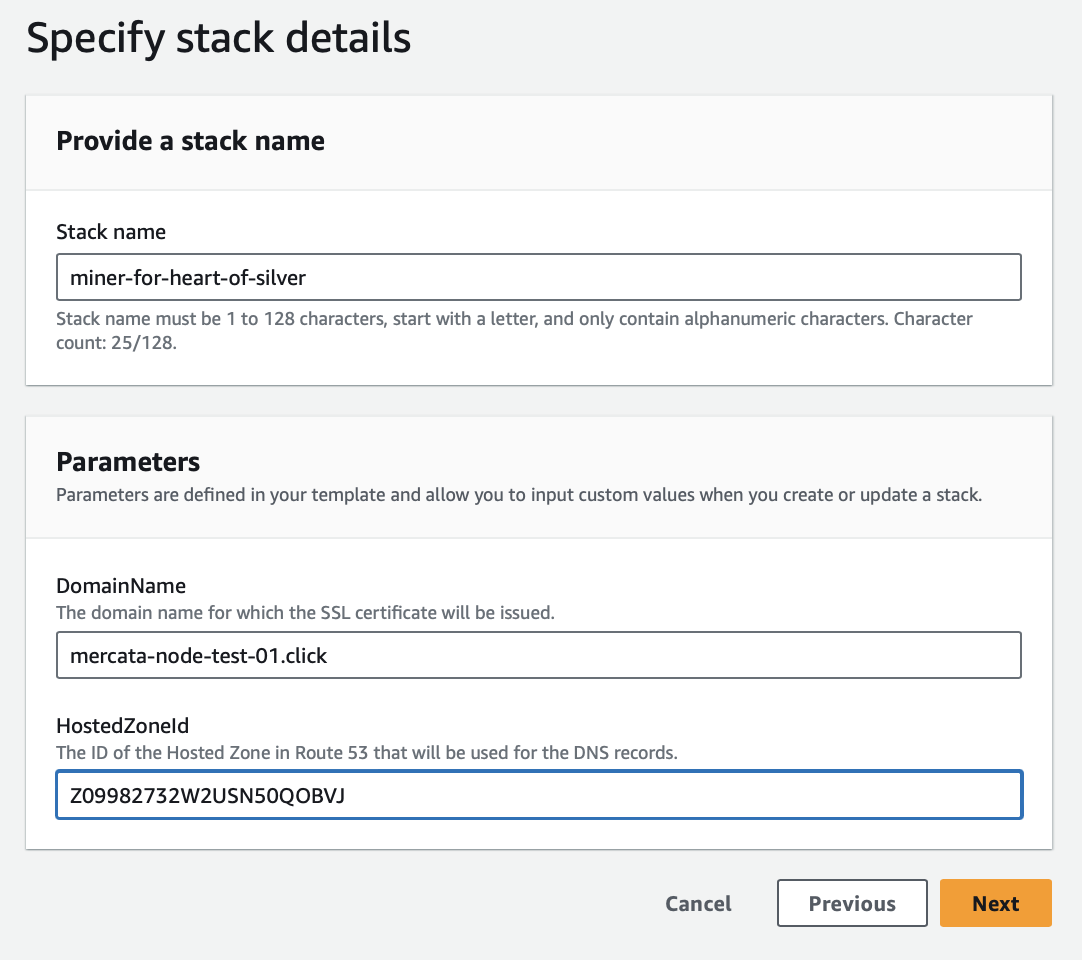 Specify stack details
Provide a stack name
Stack name
miner-for-heart-of-silver
Stack name must be 1 to 128 characters, start with a letter, and only contain alphanumeric characters. Character
count: 25/128.
Parameters
Parameters are defined in your template and allow you to input custom values when you create or update a stack.
DomainName
The domain name for which the SSL certificate will be issued.
mercata-node-test-01.click
HostedZoneId
The ID of the Hosted Zone in Route 53 that will be used for the DNS records.
Z09982732W2USN50QOBVJ
Cancel
Previous
Next